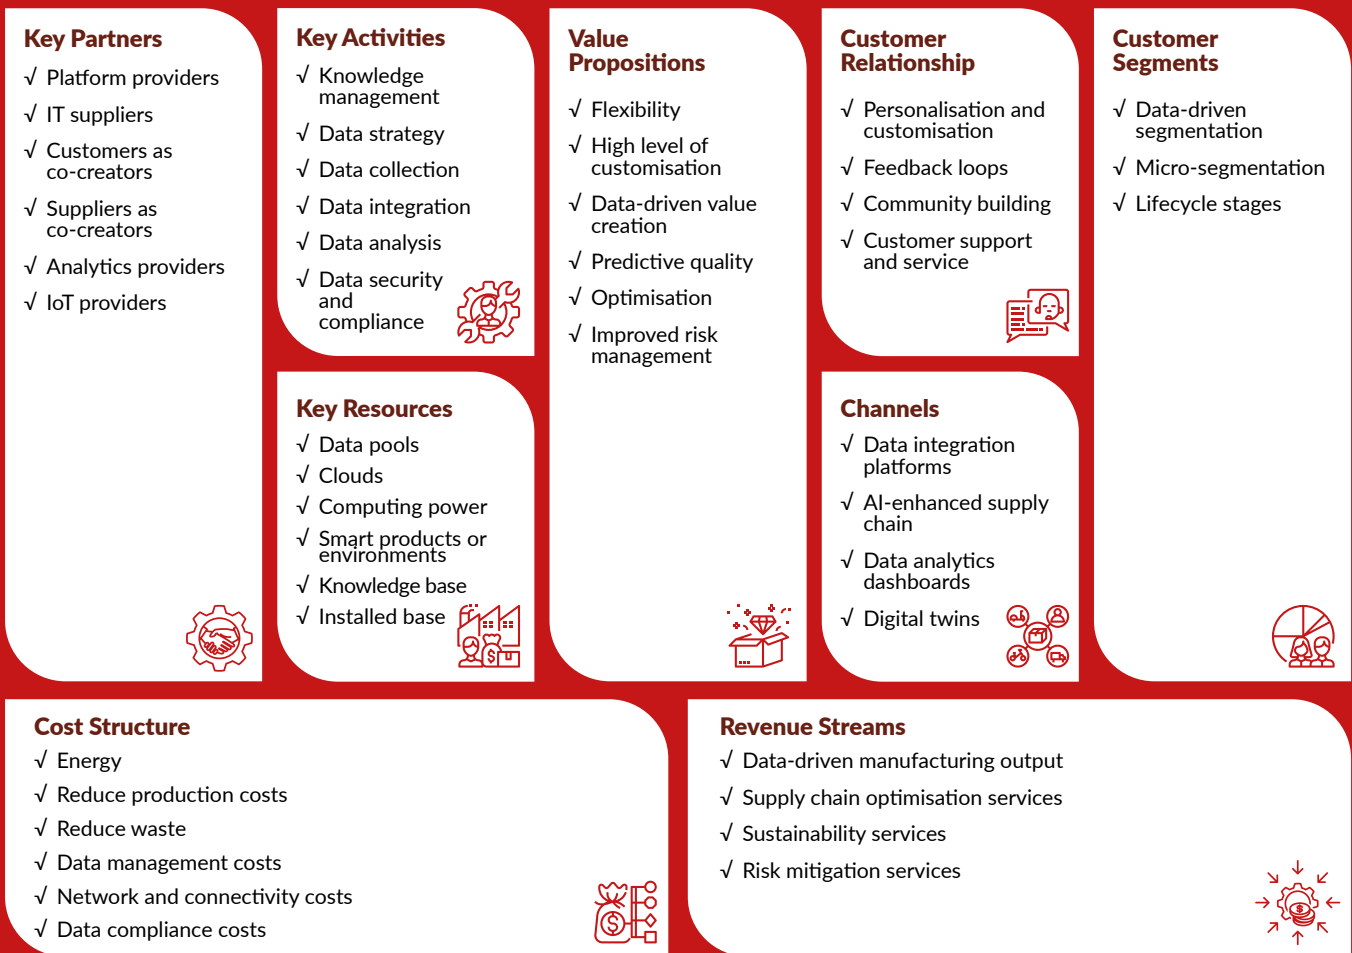 Key Partners
√ Platform providers
√ IT suppliers
√ Customers as
co-creators
√ Suppliers as
co-creators
√ Analytics providers
√ IoT providers
Key Activities
√ Knowledge
management
√ Data strategy
√ Data collection
√ Data integration
√ Data analysis
√ Data security
and
compliance
Key Resources
√ Data pools
√ Clouds
√ Computing power
√ Smart products or
environments
√ Knowledge base
√ Installed base
$
Value
Propositions
√ Flexibility
√ High level of
customisation
√ Data-driven value
creation
√ Predictive quality
√ Optimisation
√ Improved risk
management
Customer
Relationship
√ Personalisation and
customisation
√ Feedback loops
√ Community building
√ Customer support
and service
Channels
√ Data integration
platforms
√ AI-enhanced supply
chain
√ Data analytics
dashboards
√ Digital twins
Customer
Segments
√ Data-driven
segmentation
√ Micro-segmentation
√ Lifecycle stages
Cost Structure
√ Energy
√ Reduce production costs
√ Reduce waste
√ Data management costs
√ Network and connectivity costs
√ Data compliance costs
$
Revenue Streams
√ Data-driven manufacturing output
√ Supply chain optimisation services
√ Sustainability services
√ Risk mitigation services
$